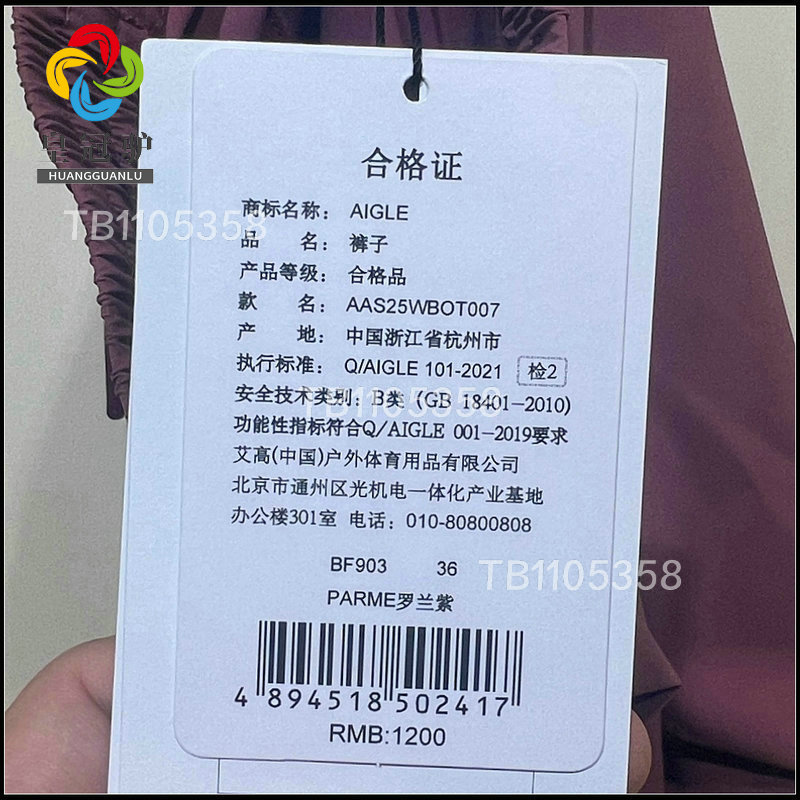 皇冠驴
HUANGGUANLU
TB1105358
合格证
商标名称： AIGLE
品 名： 裤子
产品等级： 合格品
款 名： AAS25WBOT007
产 地： 中国浙江省杭州市
执行标准： Q/AIGLE 101-2021 检2
安全技术类别：B类 (GB 18401-2010)
TB1105358
功能性指标符合Q/AIGLE 001-2019要求
艾高(中国)户外体育用品有限公司
北京市通州区光机电一体化产业基地
办公楼301室 电话：010-80800808
BF903 36
TB1105358
PARME罗兰紫
4 894518 502417
RMB:1200